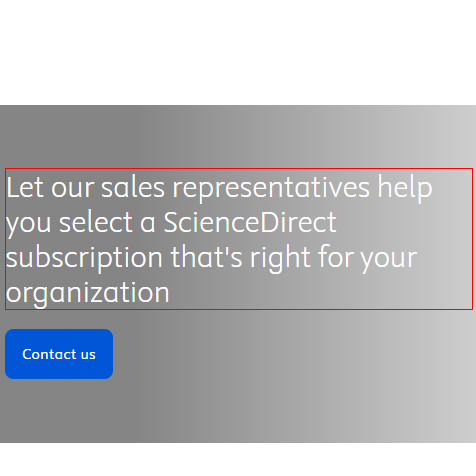 Let our sales representatives help
you select a ScienceDirect
subscription that's right for your
organization
Contact us